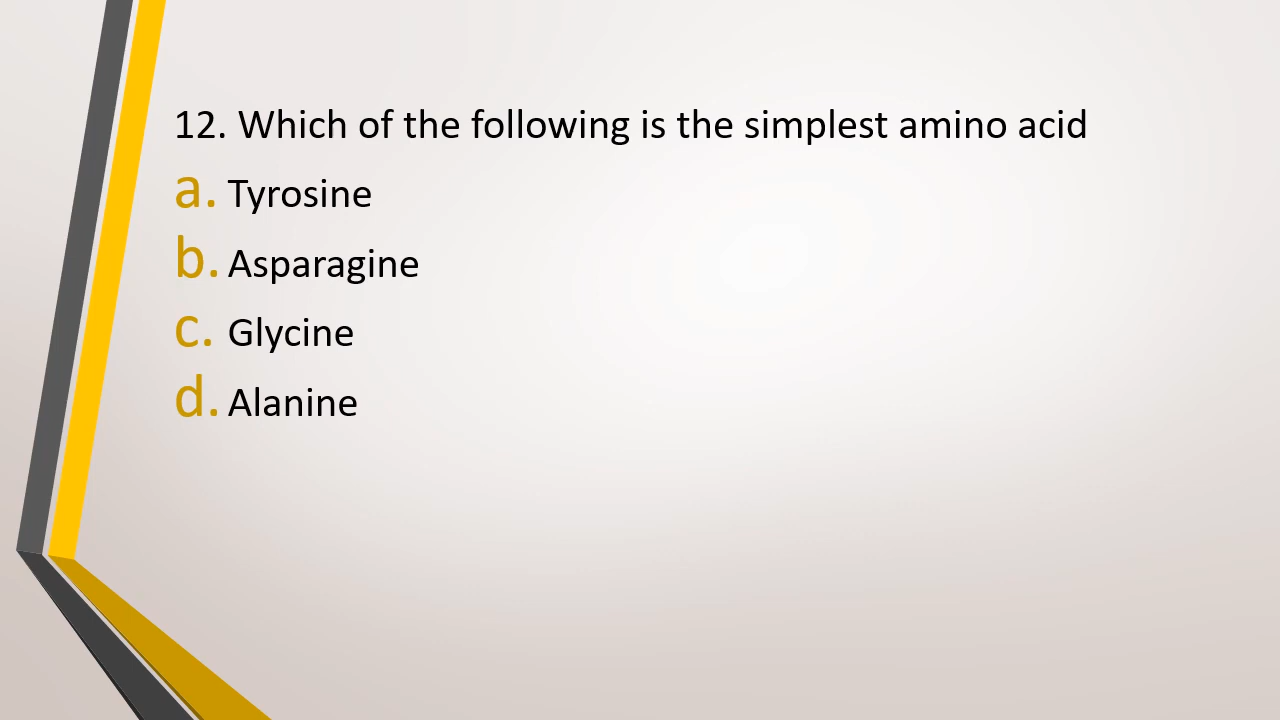 12. Which of the following is the simplest amino acid
a. Tyrosine
b. Asparagine
c. Glycine
d. Alanine